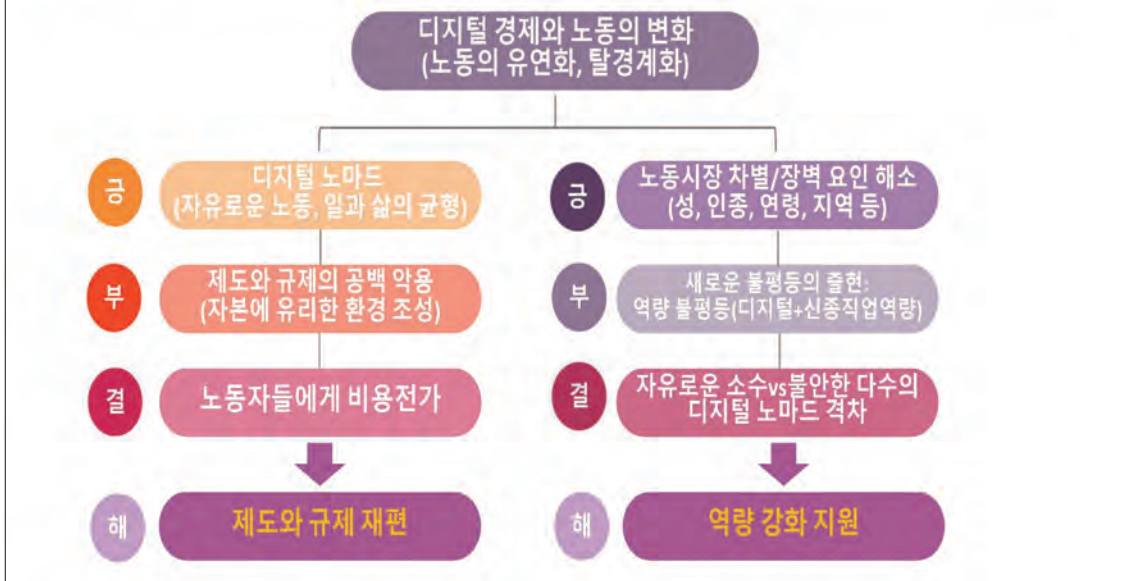 디지털 경제와 노동의 변화
(노동의 유연화, 탈경계화)
긍
디지털 노마드
(자유로운 노동, 일과 삶의 균형)
부
제도와 규제의 공백 악용
(자본에 유리한 환경 조성)
결
노동자들에게 비용전가
해
제도와 규제 재편
긍
노동시장 차별/장벽 요인 해소
(성, 인종, 연령, 지역 등)
부
새로운 불평등의 출현:
역량 불평등(디지털+신종직업역량)
결
자유로운 소수vs불안한 다수의
디지털 노마드 격차
해
역량 강화 지원